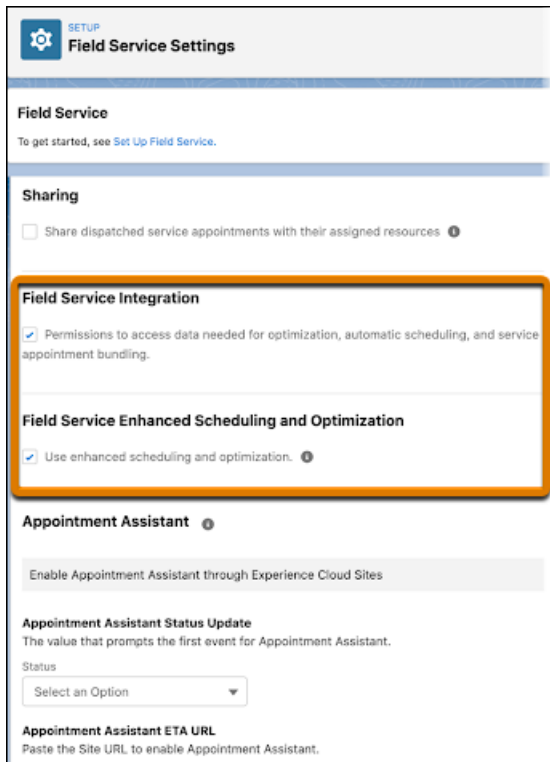 SETUP
Field Service Settings
Field Service
To get started, see Set Up Field Service.
Sharing
Share dispatched service appointments with their assigned resources
Field Service Integration
Permissions to access data needed for optimization, automatic scheduling, and service
appointment bundling.
Field Service Enhanced Scheduling and Optimization
Use enhanced scheduling and optimization.
Appointment Assistant
Enable Appointment Assistant through Experience Cloud Sites
Appointment Assistant Status Update
The value that prompts the first event for Appointment Assistant.
Status
Select an Option
Appointment Assistant ETA URL
Paste the Site URL to enable Appointment Assistant.